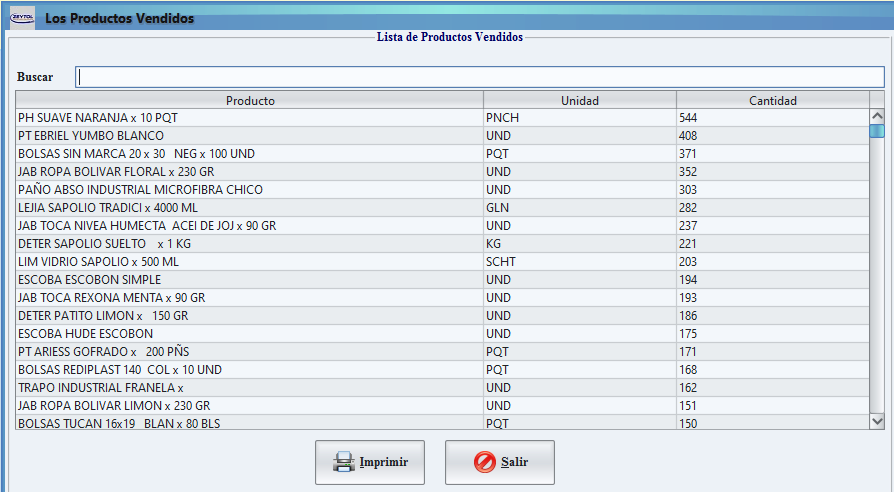 ZEYTOL Los Productos Vendidos
Lista de Productos Vendidos
Buscar
Producto Unidad Cantidad
PH SUAVE NARANJA x 10 PQT PNCH 544
PT EBRIEL YUMBO BLANCO UND 408
BOLSAS SIN MARCA 20 x 30 NEG x 100 UND PQT 371
JAB ROPA BOLIVAR FLORAL x 230 GR UND 352
PAÑO ABSO INDUSTRIAL MICROFIBRA CHICO UND 303
LEJIA SAPOLIO TRADICI x 4000 ML GLN 282
JAB TOCA NIVEA HUMECTA ACEI DE JOJ x 90 GR UND 237
DETER SAPOLIO SUELTO x 1 KG KG 221
LIM VIDRIO SAPOLIO x 500 ML SCHT 203
ESCOBA ESCOBON SIMPLE UND 194
JAB TOCA REXONA MENTA x 90 GR UND 193
DETER PATITO LIMON x 150 GR UND 186
ESCOBA HUDE ESCOBON UND 175
PT ARIESS GOFRADO x 200 PÑS PQT 171
BOLSAS REDIPLAST 140 COL x 10 UND PQT 168
TRAPO INDUSTRIAL FRANELA x UND 162
JAB ROPA BOLIVAR LIMON x 230 GR UND 151
BOLSAS TUCAN 16x19 BLAN x 80 BLS PQT 150
Imprimir Salir